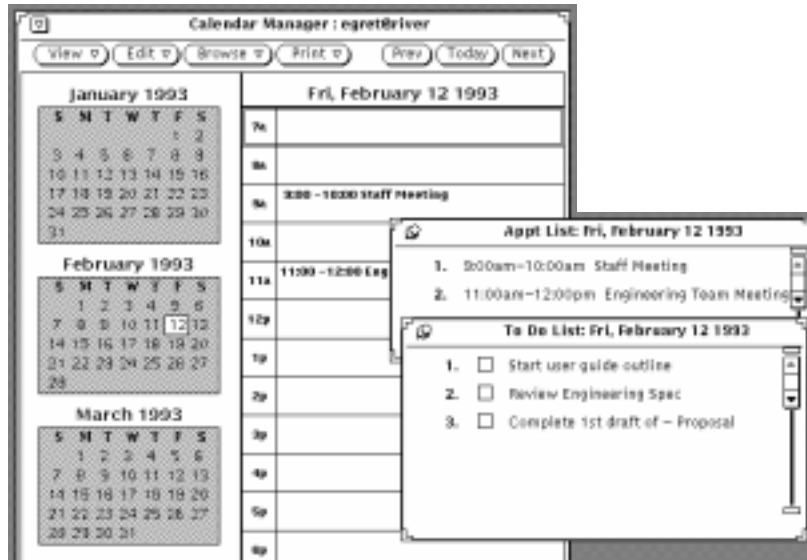 Calendar Manager : egret@river
View Edit Browse Print Prev Today Next
January 1993
S M T W T F S
1 2
3 4 5 6 7 8 9
10 11 12 13 14 15 16
17 18 19 20 21 22 23
24 25 26 27 28 29 30
31
February 1993
S M T W T F S
1 2 3 4 5 6
7 8 9 10 11 12 13
14 15 16 17 18 19 20
21 22 23 24 25 26 27
28
March 1993
S M T W T F S
1 2 3 4 5 6
7 8 9 10 11 12 13
14 15 16 17 18 19 20
21 22 23 24 25 26 27
28 29 30 31
Fri, February 12 1993
7a
8a
9a 9:00 - 10:00 Staff Meeting
10a
11a 11:00 - 12:00 Eng
12p
1p
2p
3p
4p
5p
6p
Appt List: Fri, February 12 1993
1. 9:00am-10:00am Staff Meeting
2. 11:00am-12:00pm Engineering Team Meeting
To Do List: Fri, February 12 1993
1. Start user guide outline
2. Review Engineering Spec
3. Complete 1st draft of - Proposal